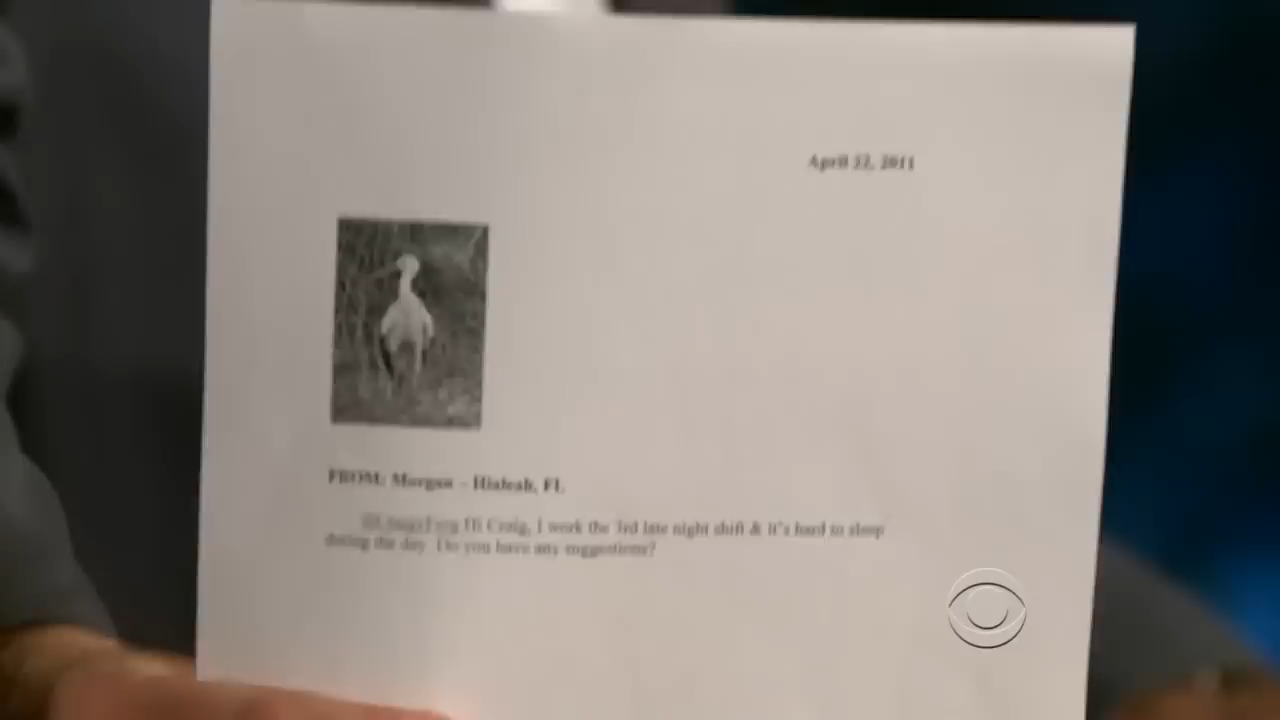 April 22, 2011
FROM: Morgan – Hialeah, FL
@CraigyFerg Hi Craig, I work the 3rd late night shift & it's hard to sleep
during the day. Do you have any suggestions?